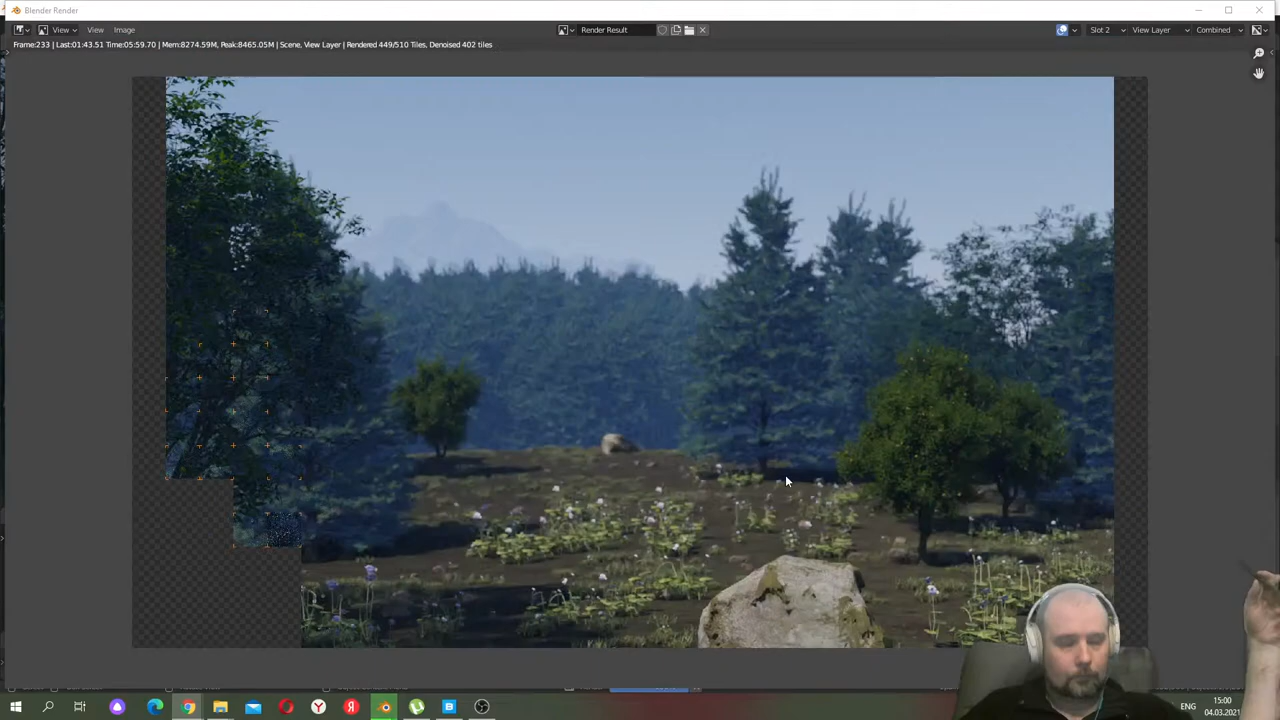 Blender Render
View View Image Render Result Slot 2 View Layer Combined
Frame:233 | Last:01:43.51 Time:05:59.70 | Mem:8274.59M, Peak:8465.05M | Scene, View Layer | Rendered 449/510 Tiles, Denoised 402 tiles
ENG 15:00
04.03.2021